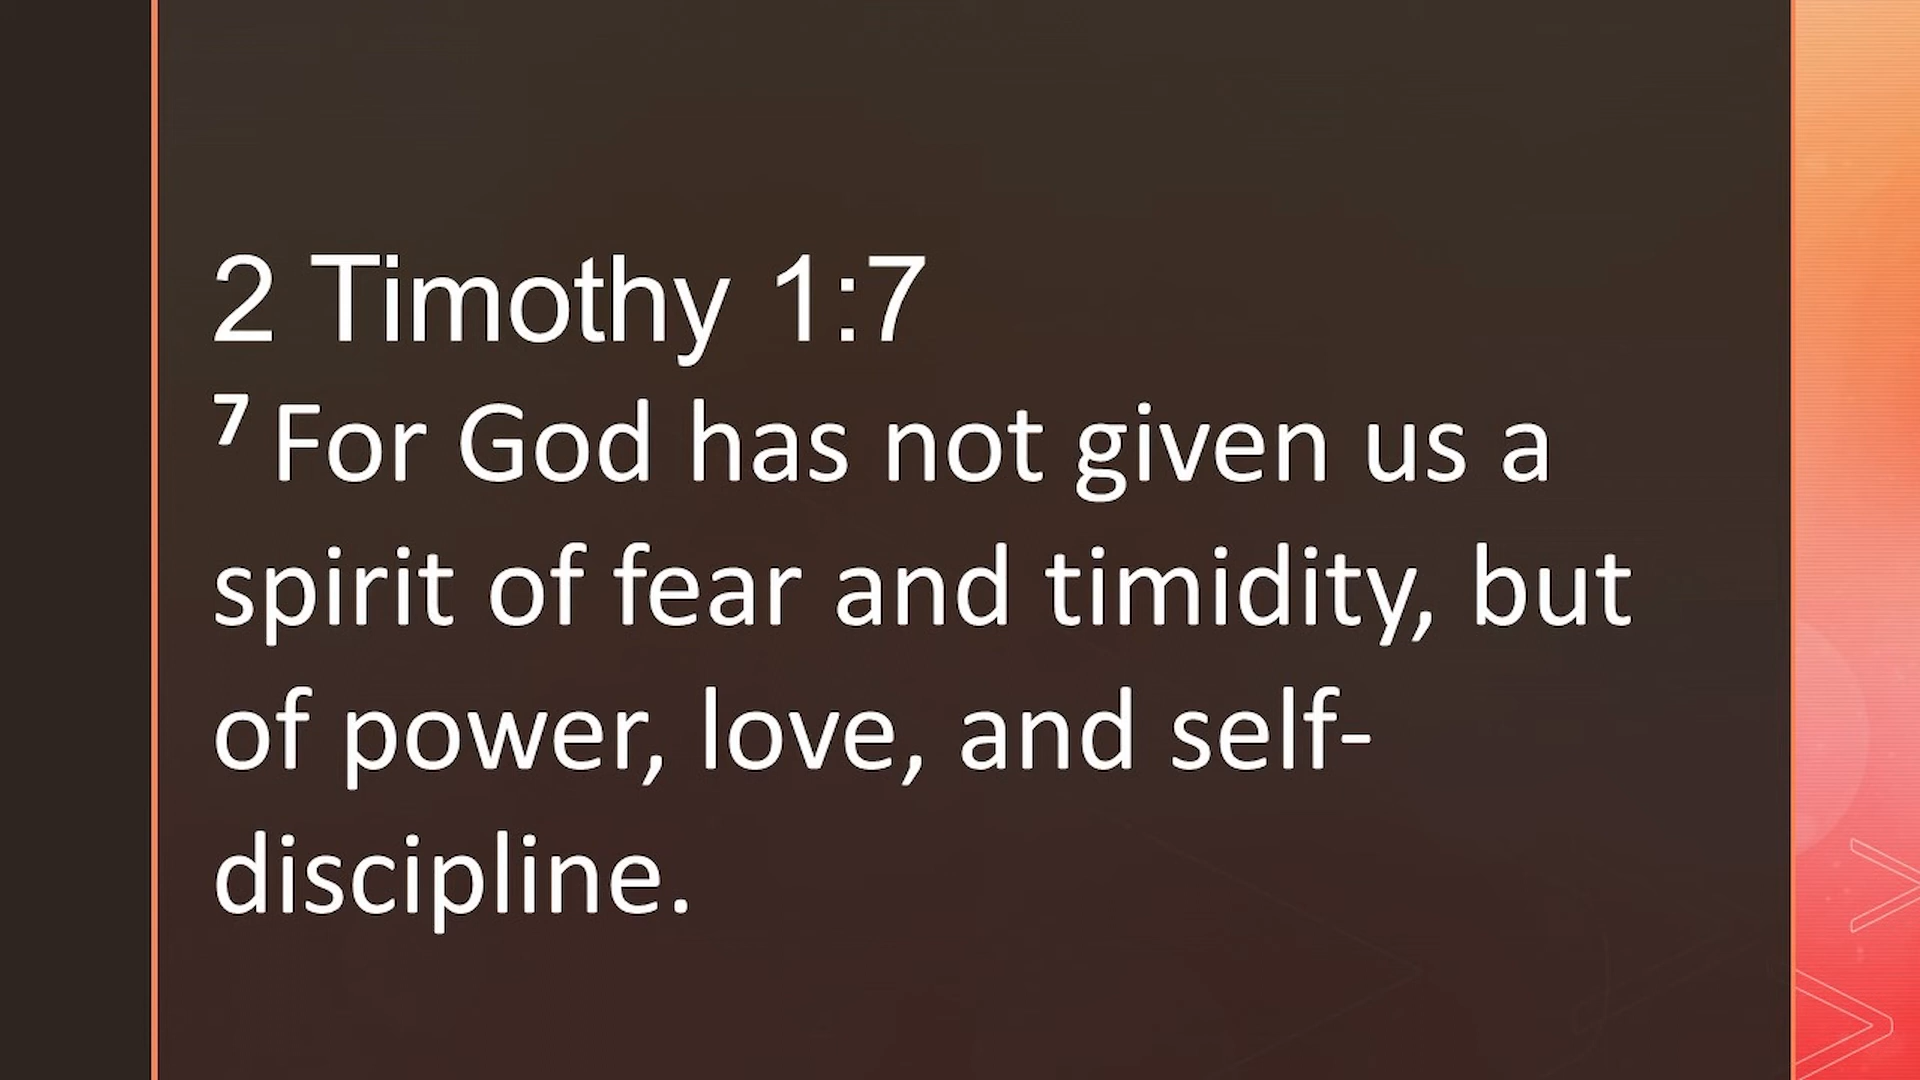 2 Timothy 1:7
⁷ For God has not given us a
spirit of fear and timidity, but
of power, love, and self-
discipline.